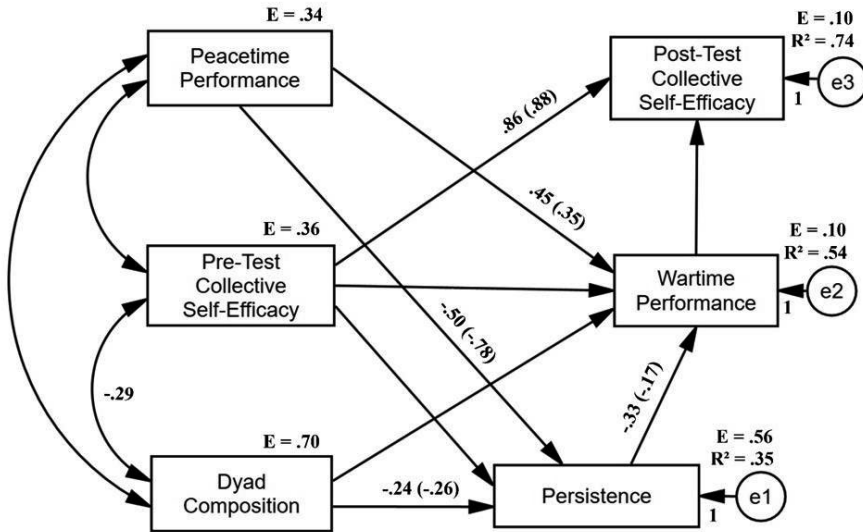 E = .34
Peacetime
Performance
E = .10
R² = .74
Post-Test
Collective
Self-Efficacy
e3
1
.86 (.88)
.45 (.35)
E = .36
Pre-Test
Collective
Self-Efficacy
E = .10
R² = .54
Wartime
Performance
e2
1
-.50 (-.78)
-.33 (-.17)
-.29
E = .70
Dyad
Composition
-.24 (-.26)
E = .56
R² = .35
Persistence
e1
1